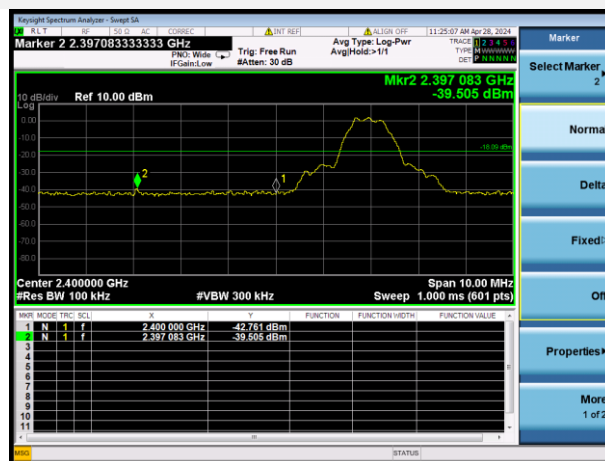 Keysight Spectrum Analyzer - Swept SA
R L T RF 50 Ω AC CORREC INT REF ALIGN OFF 11:25:07 AM Apr 28, 2024
Marker 2 2.397083333333 GHz
PNO: Wide
IFGain:Low
Trig: Free Run
#Atten: 30 dB
Avg Type: Log-Pwr
Avg|Hold:>1/1
TRACE 1 2 3 4 5 6
TYPE M W W W W W
DET P N N N N N
Mkr2 2.397 083 GHz
-39.505 dBm
10 dB/div Ref 10.00 dBm
Log
0.00
-10.0
-20.0
-30.0
-40.0
-50.0
-60.0
-70.0
-80.0
-18.09 dBm
2
1
Center 2.400000 GHz Span 10.00 MHz
#Res BW 100 kHz #VBW 300 kHz Sweep 1.000 ms (601 pts)
MKR MODE TRC SCL X Y FUNCTION FUNCTION WIDTH FUNCTION VALUE
1 N 1 f 2.400 000 GHz -42.761 dBm
2 N 1 f 2.397 083 GHz -39.505 dBm
3
4
5
6
7
8
9
10
11
MSG STATUS
Marker
Select Marker
2
Norma
Delta
Fixed
Of
Properties
More
1 of 2